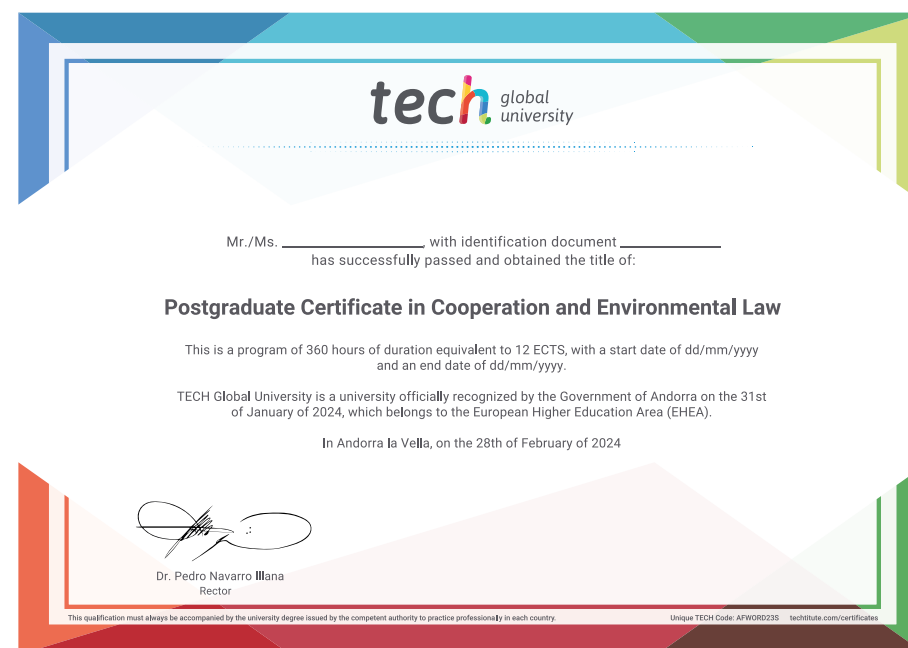 tech global
university
Mr./Ms. ____________________, with identification document ______________
has successfully passed and obtained the title of:
Postgraduate Certificate in Cooperation and Environmental Law
This is a program of 360 hours of duration equivalent to 12 ECTS, with a start date of dd/mm/yyyy
and an end date of dd/mm/yyyy.
TECH Global University is a university officially recognized by the Government of Andorra on the 31st
of January of 2024, which belongs to the European Higher Education Area (EHEA).
In Andorra la Vella, on the 28th of February of 2024
Dr. Pedro Navarro Illana
Rector
This qualification must always be accompanied by the university degree issued by the competent authority to practice professionally in each country. Unique TECH Code: AFWORD23S techtitute.com/certificates